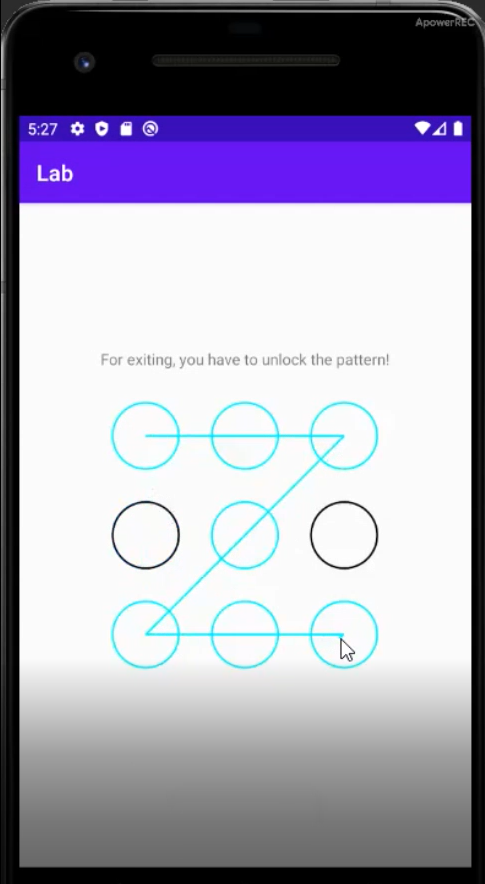 ApowerREC
5:27
Lab
For exiting, you have to unlock the pattern!